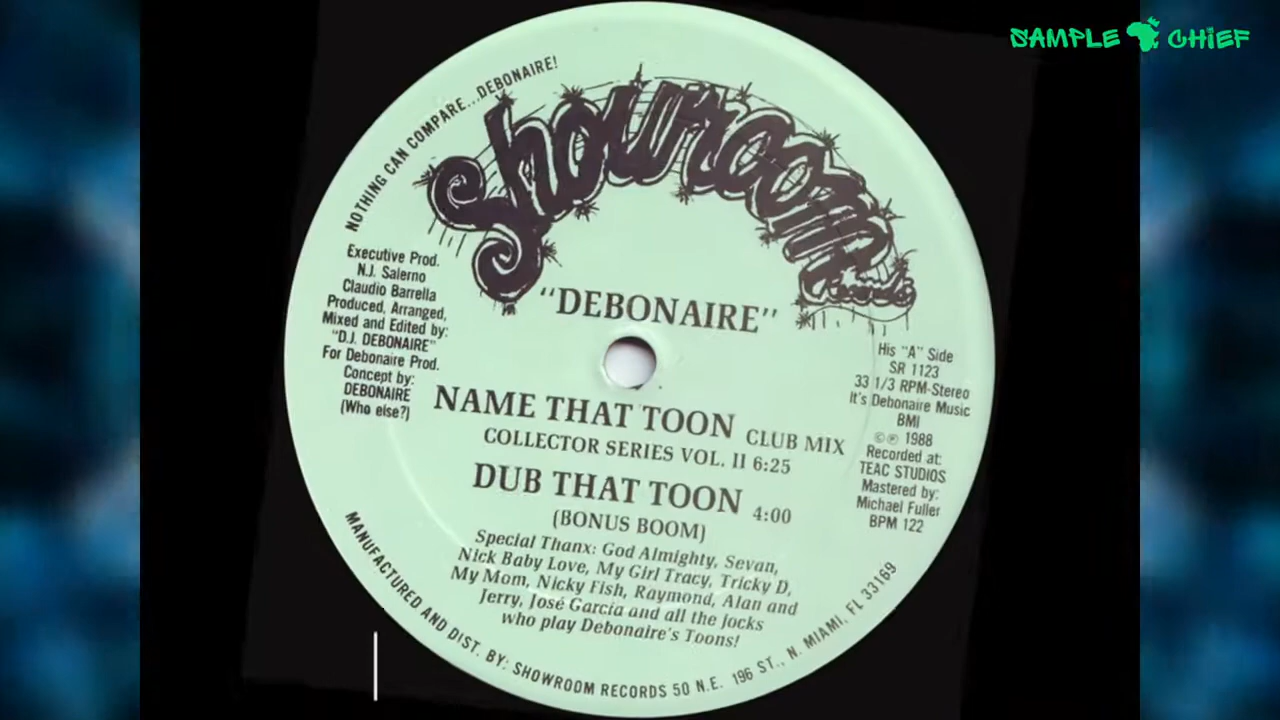 SAMPLE CHIEF
NOTHING CAN COMPARE...DEBONAIRE!
Showroom
Records
"DEBONAIRE"
Executive Prod.
N.J. Salerno
Claudio Barrella
Produced, Arranged,
Mixed and Edited by:
"D.J. DEBONAIRE"
For Debonaire Prod.
Concept by:
DEBONAIRE
(Who else?)
His "A" Side
SR 1123
33 1/3 RPM-Stereo
It's Debonaire Music
BMI
©℗ 1988
Recorded at:
TEAC STUDIOS
Mastered by:
Michael Fuller
BPM 122
NAME THAT TOON CLUB MIX
COLLECTOR SERIES VOL. II 6:25
DUB THAT TOON 4:00
(BONUS BOOM)
Special Thanx: God Almighty, Sevan,
Nick Baby Love, My Girl Tracy, Tricky D,
My Mom, Nicky Fish, Raymond, Alan and
Jerry, José Garcia and all the Jocks
who play Debonaire's Toons!
MANUFACTURED AND DIST. BY: SHOWROOM RECORDS 50 N.E. 196 ST., N. MIAMI, FL 33169